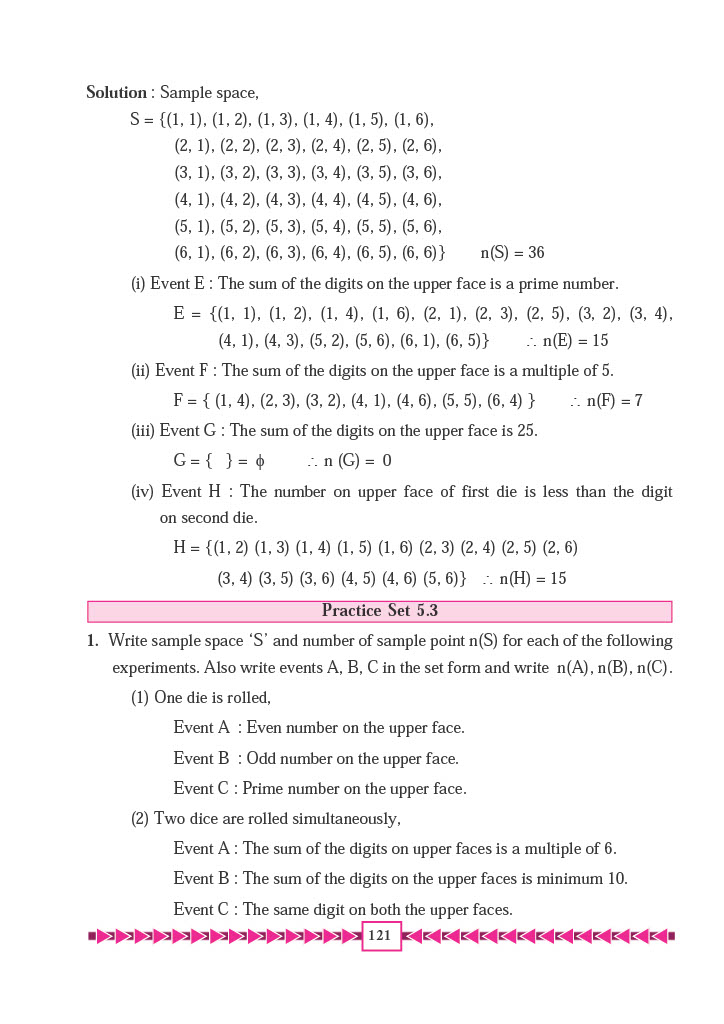 Solution : Sample space,
S = {(1, 1), (1, 2), (1, 3), (1, 4), (1, 5), (1, 6),
(2, 1), (2, 2), (2, 3), (2, 4), (2, 5), (2, 6),
(3, 1), (3, 2), (3, 3), (3, 4), (3, 5), (3, 6),
(4, 1), (4, 2), (4, 3), (4, 4), (4, 5), (4, 6),
(5, 1), (5, 2), (5, 3), (5, 4), (5, 5), (5, 6),
(6, 1), (6, 2), (6, 3), (6, 4), (6, 5), (6, 6)} n(S) = 36
(i) Event E : The sum of the digits on the upper face is a prime number.
E = {(1, 1), (1, 2), (1, 4), (1, 6), (2, 1), (2, 3), (2, 5), (3, 2), (3, 4),
(4, 1), (4, 3), (5, 2), (5, 6), (6, 1), (6, 5)} ∴ n(E) = 15
(ii) Event F : The sum of the digits on the upper face is a multiple of 5.
F = { (1, 4), (2, 3), (3, 2), (4, 1), (4, 6), (5, 5), (6, 4) } ∴ n(F) = 7
(iii) Event G : The sum of the digits on the upper face is 25.
G = { } = ϕ ∴ n (G) = 0
(iv) Event H : The number on upper face of first die is less than the digit
on second die.
H = {(1, 2) (1, 3) (1, 4) (1, 5) (1, 6) (2, 3) (2, 4) (2, 5) (2, 6)
(3, 4) (3, 5) (3, 6) (4, 5) (4, 6) (5, 6)} ∴ n(H) = 15
Practice Set 5.3
1. Write sample space ‘S’ and number of sample point n(S) for each of the following
experiments. Also write events A, B, C in the set form and write n(A), n(B), n(C).
(1) One die is rolled,
Event A : Even number on the upper face.
Event B : Odd number on the upper face.
Event C : Prime number on the upper face.
(2) Two dice are rolled simultaneously,
Event A : The sum of the digits on upper faces is a multiple of 6.
Event B : The sum of the digits on the upper faces is minimum 10.
Event C : The same digit on both the upper faces.
121